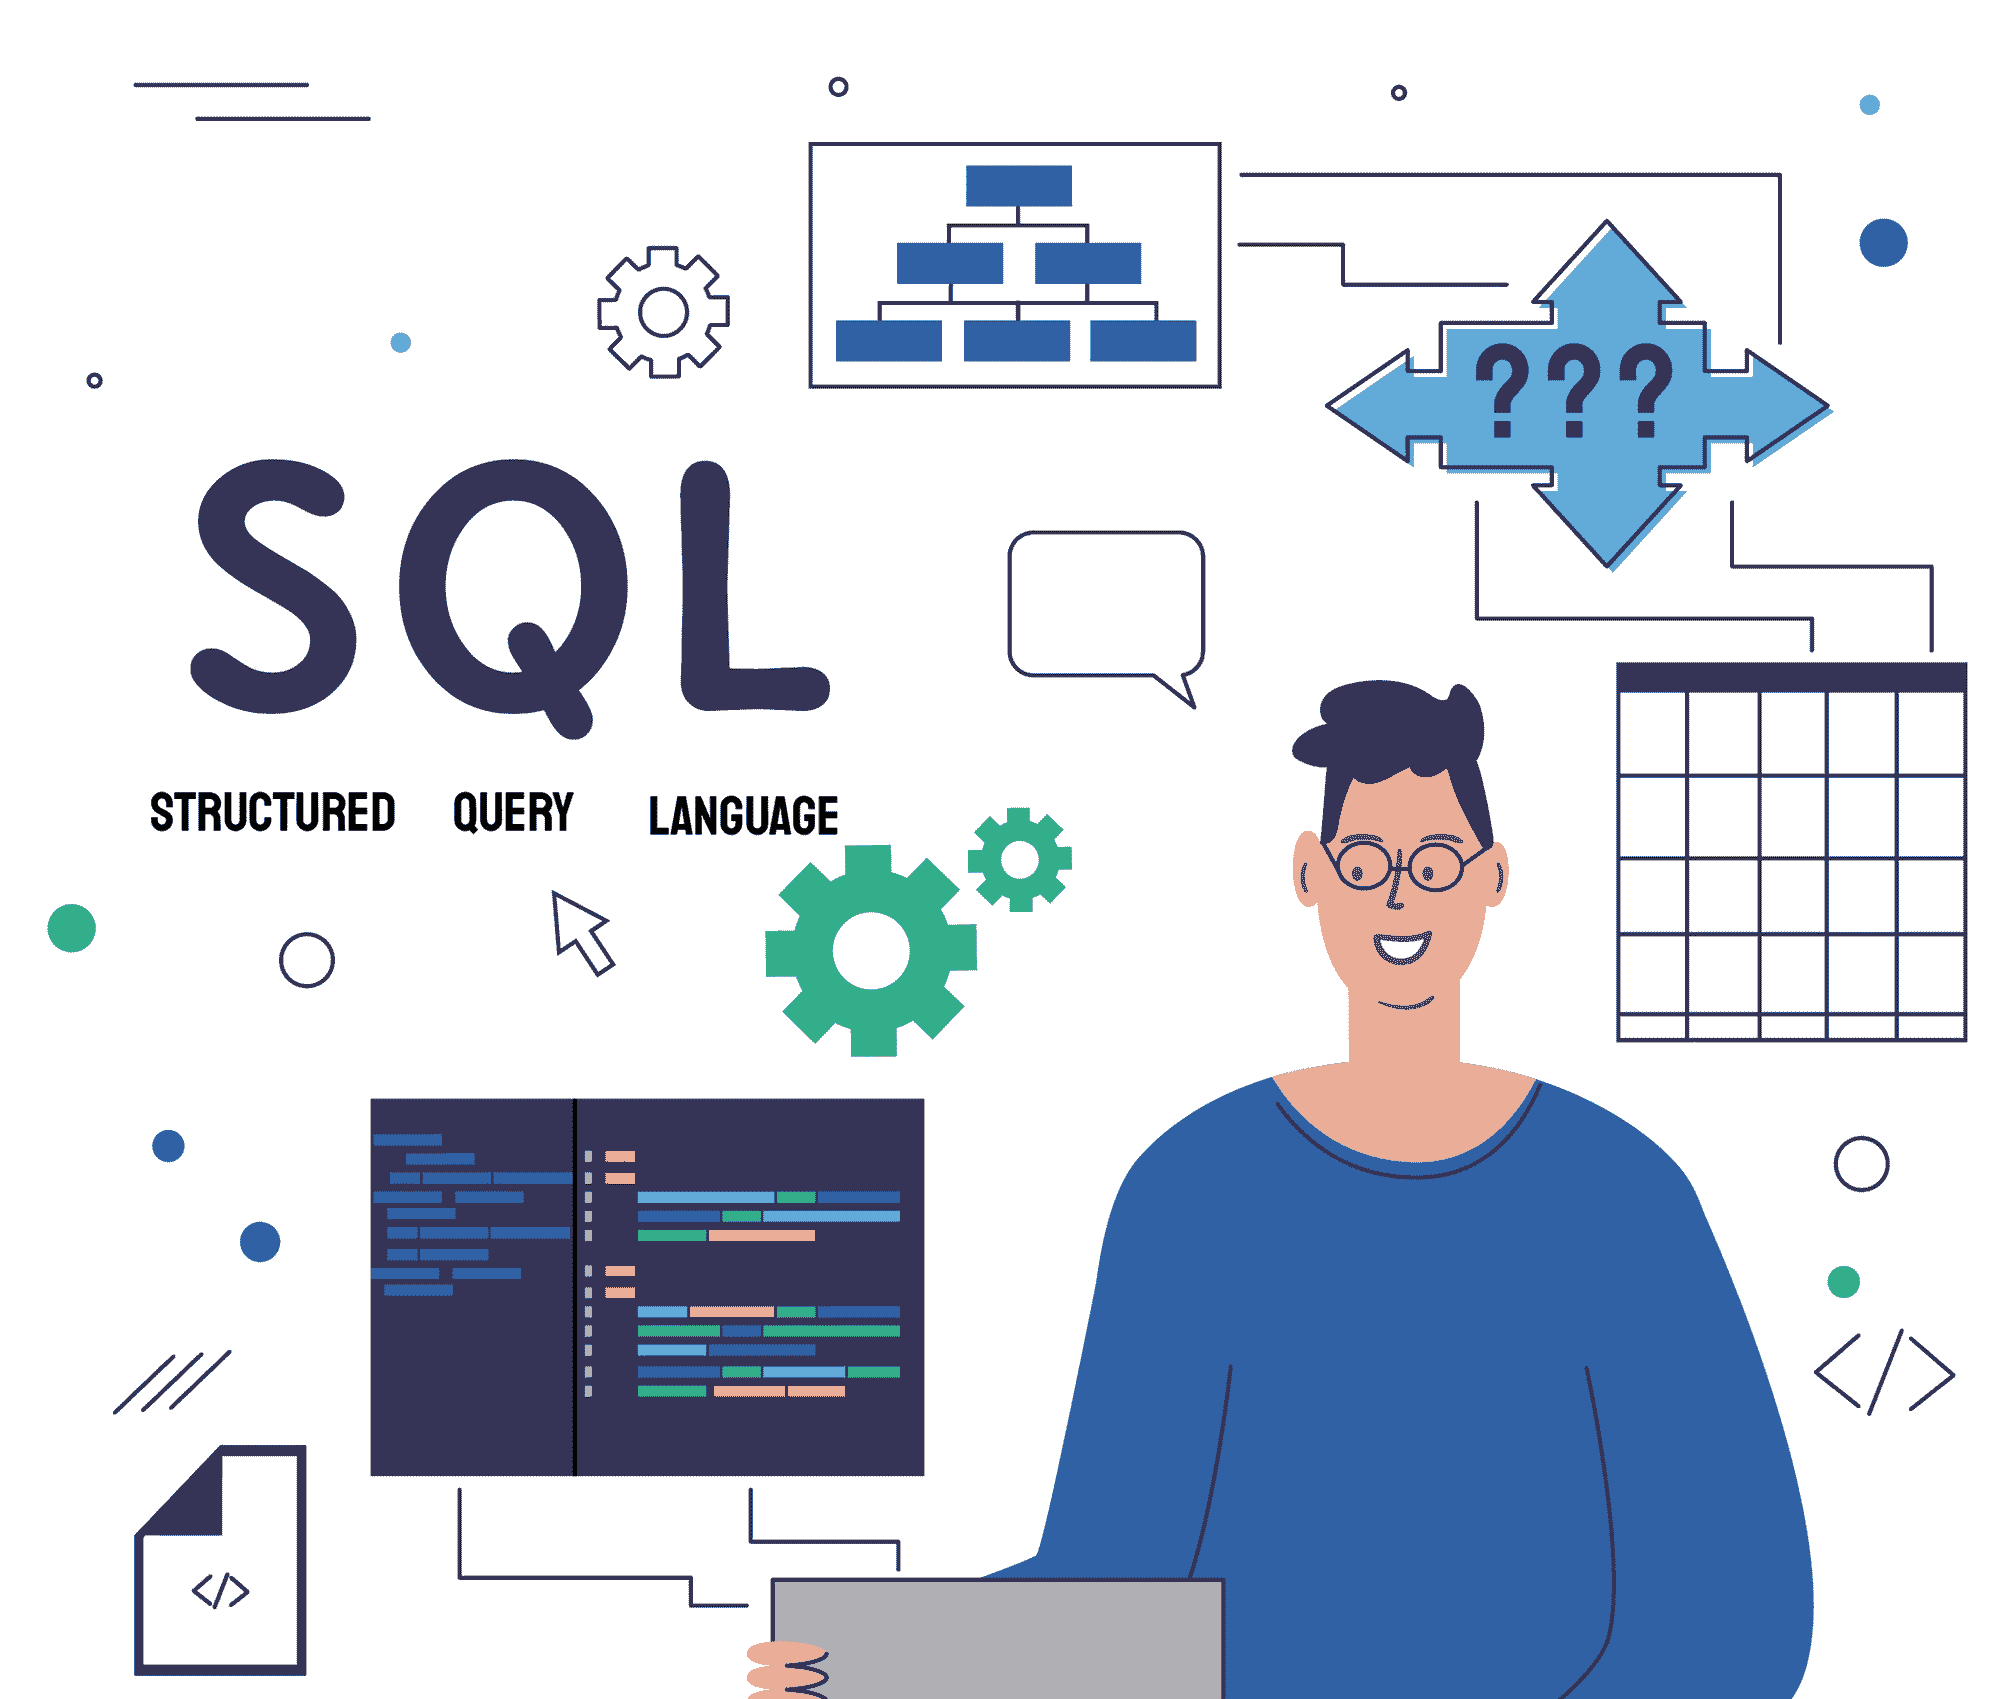 ???
SQL
STRUCTURED QUERY LANGUAGE
</>
</>